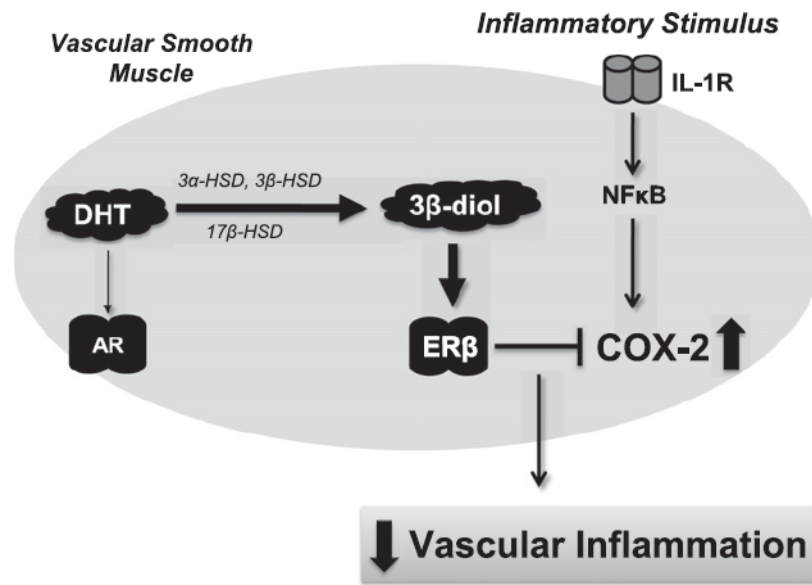 Vascular Smooth
Muscle
Inflammatory Stimulus
IL-1R
3α-HSD, 3β-HSD
DHT
3β-diol
NFκB
17β-HSD
AR
ERβ
COX-2
Vascular Inflammation